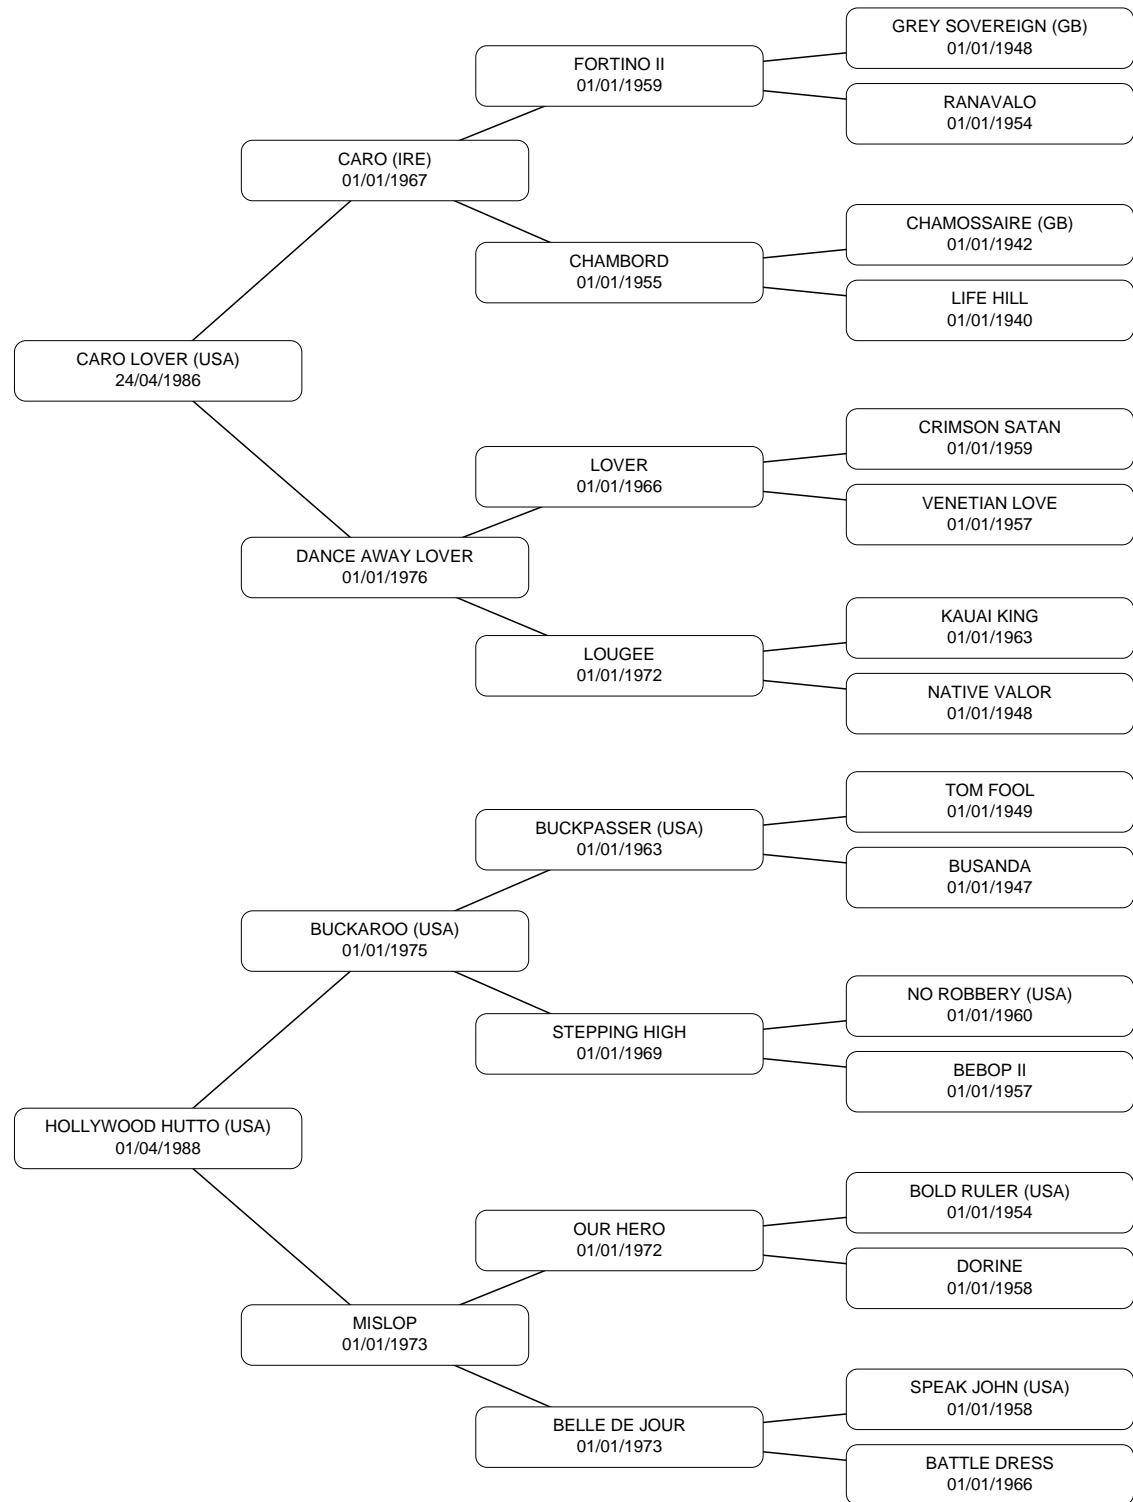 GREY SOVEREIGN (GB)
01/01/1948
FORTINO II
01/01/1959
RANAVALO
01/01/1954
CARO (IRE)
01/01/1967
CHAMOSSAIRE (GB)
01/01/1942
CHAMBORD
01/01/1955
LIFE HILL
01/01/1940
CARO LOVER (USA)
24/04/1986
CRIMSON SATAN
01/01/1959
LOVER
01/01/1966
VENETIAN LOVE
01/01/1957
DANCE AWAY LOVER
01/01/1976
KAUAI KING
01/01/1963
LOUGEE
01/01/1972
NATIVE VALOR
01/01/1948
TOM FOOL
01/01/1949
BUCKPASSER (USA)
01/01/1963
BUSANDA
01/01/1947
BUCKAROO (USA)
01/01/1975
NO ROBBERY (USA)
01/01/1960
STEPPING HIGH
01/01/1969
BEBOP II
01/01/1957
HOLLYWOOD HUTTO (USA)
01/04/1988
BOLD RULER (USA)
01/01/1954
OUR HERO
01/01/1972
DORINE
01/01/1958
MISLOP
01/01/1973
SPEAK JOHN (USA)
01/01/1958
BELLE DE JOUR
01/01/1973
BATTLE DRESS
01/01/1966